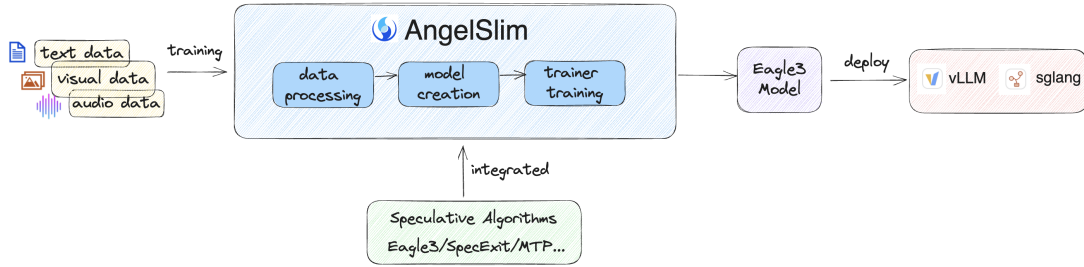 AngelSlim
text data
visual data
audio data
training
data
processing
model
creation
trainer
training
Eagle3
Model
deploy
vLLM
sglang
integrated
Speculative Algorithms
Eagle3/SpecExit/MTP...